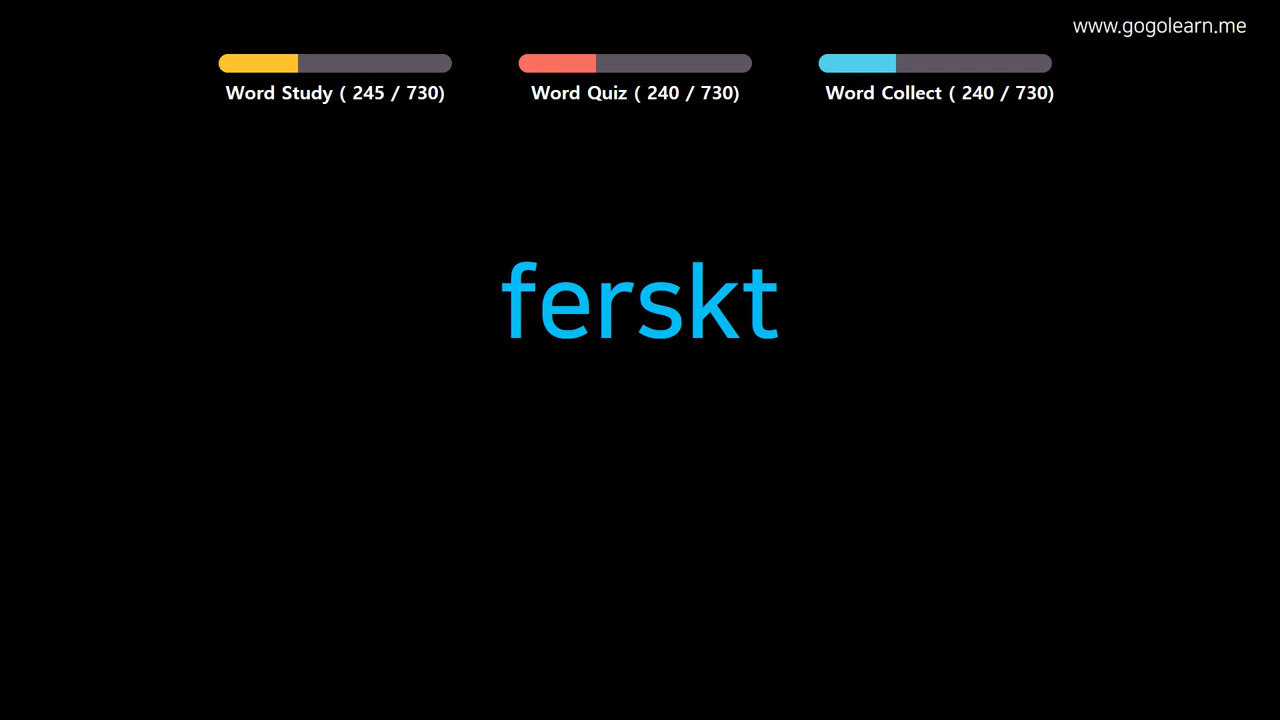 www.gogolearn.me
Word Study ( 245 / 730)
Word Quiz ( 240 / 730)
Word Collect ( 240 / 730)
ferskt